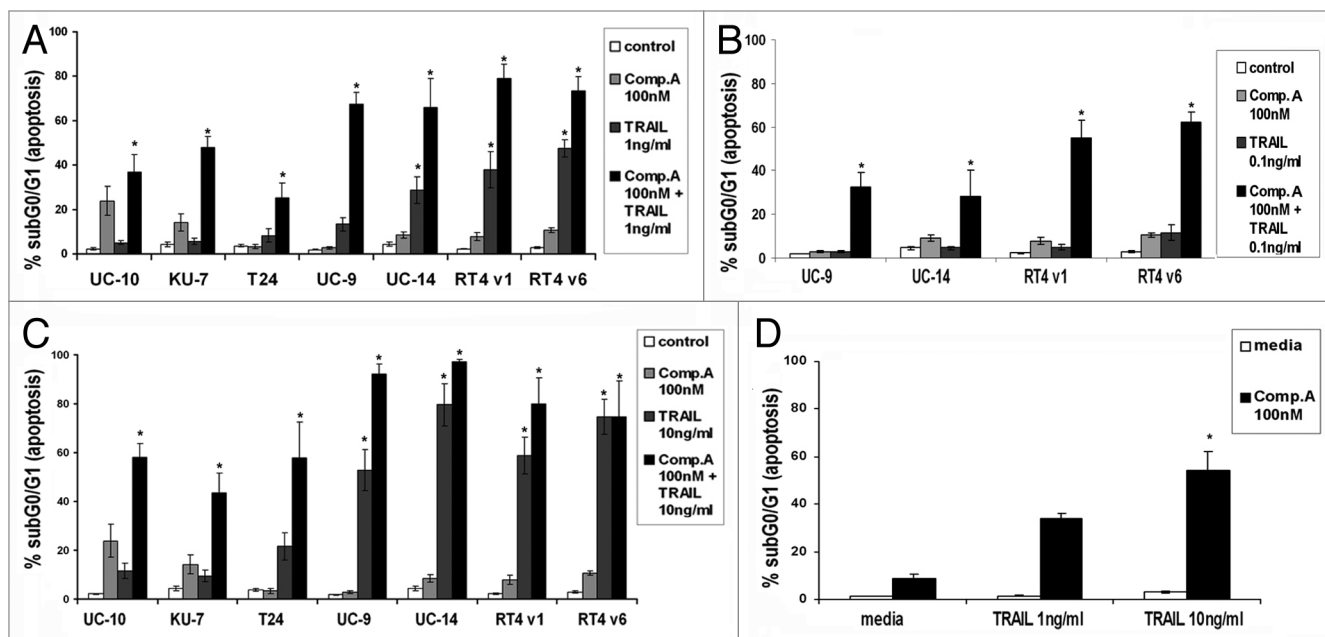 A
% subG0/G1 (apoptosis)
100
80
60
40
20
0
* * * * * * * * * *
UC-10 KU-7 T24 UC-9 UC-14 RT4 v1 RT4 v6
control
Comp.A
100nM
TRAIL
1ng/ml
Comp.A
100nM +
TRAIL
1ng/ml
B
% subG0/G1 (apoptosis)
100
80
60
40
20
0
* * * *
UC-9 UC-14 RT4 v1 RT4 v6
control
Comp.A
100nM
TRAIL
0.1ng/ml
Comp.A
100nM +
TRAIL
0.1ng/ml
C
% subG0/G1 (apoptosis)
100
80
60
40
20
0
* * * * * * * * * * *
UC-10 KU-7 T24 UC-9 UC-14 RT4 v1 RT4 v6
control
Comp.A
100nM
TRAIL
10ng/ml
Comp.A
100nM +
TRAIL
10ng/ml
D
% subG0/G1 (apoptosis)
100
80
60
40
20
0
*
media TRAIL 1ng/ml TRAIL 10ng/ml
media
Comp.A
100nM